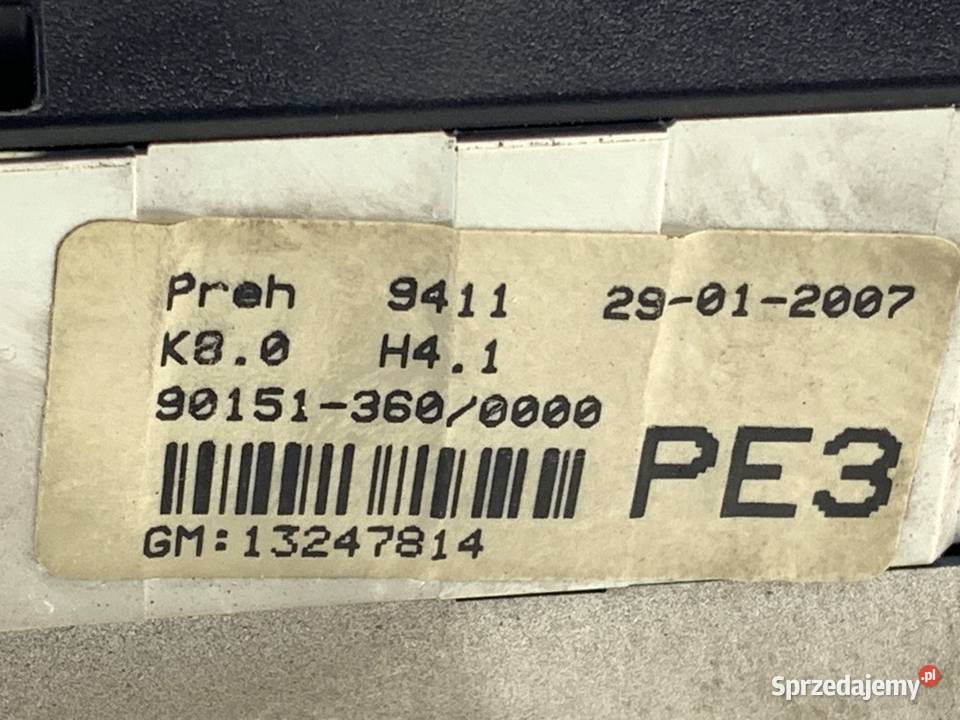 Preh 9411 29-01-2007
K8.0 H4.1
90151-360/0000
PE3
GM:13247814
Sprzedajemy.pl